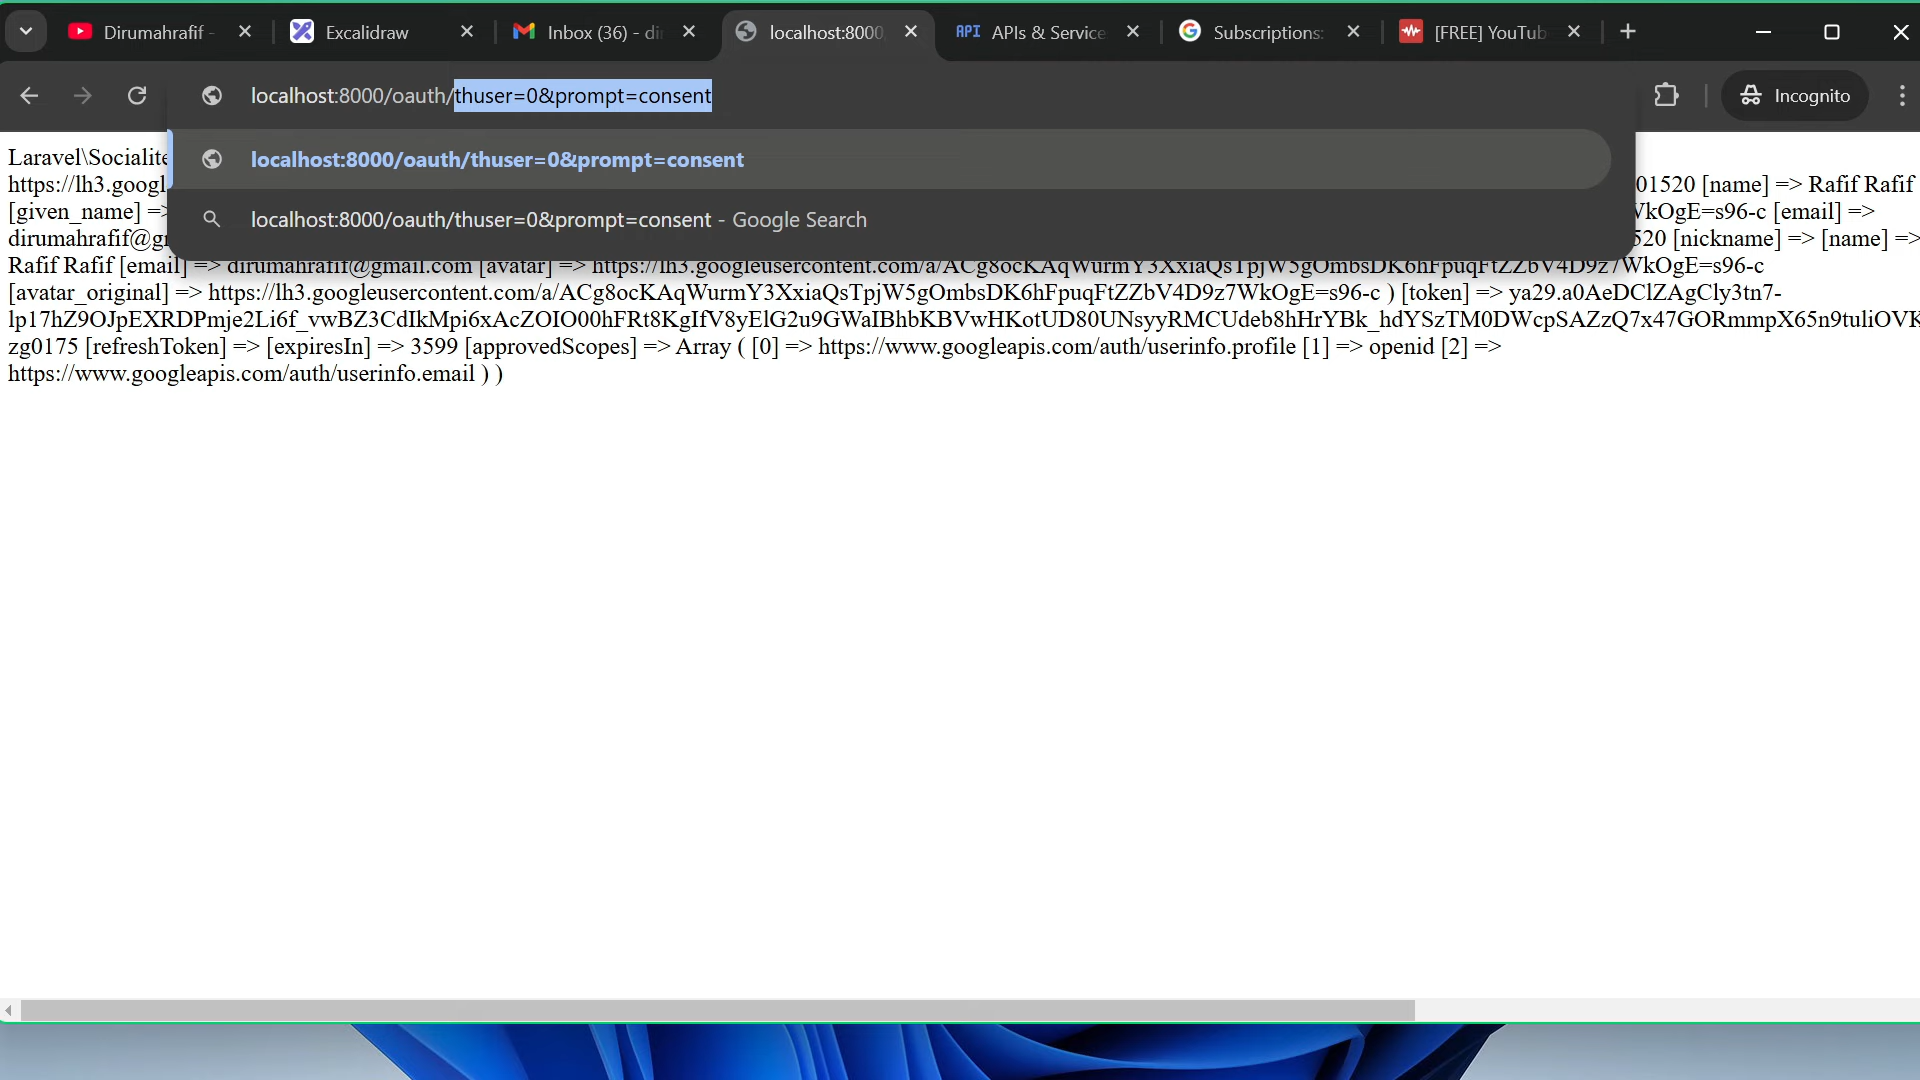 Dirumahrafif -
Excalidraw
Inbox (36) - di
localhost:8000
API APIs & Service
Subscriptions:
[FREE] YouTub
localhost:8000/oauth/thuser=0&prompt=consent
Incognito
localhost:8000/oauth/thuser=0&prompt=consent
localhost:8000/oauth/thuser=0&prompt=consent - Google Search
Laravel\Socialite
https://lh3.googl 01520 [name] => Rafif Rafif
[given_name] => VkOgE=s96-c [email] =>
dirumahrafif@gm 520 [nickname] => [name] =>
Rafif Rafif [email] => dirumahrafif@gmail.com [avatar] => https://lh3.googleusercontent.com/a/ACg8ocKAqWurmY3XxiaQsTpjW5gOmbsDK6hFpuqFtZZbV4D9z7WkOgE=s96-c
[avatar_original] => https://lh3.googleusercontent.com/a/ACg8ocKAqWurmY3XxiaQsTpjW5gOmbsDK6hFpuqFtZZbV4D9z7WkOgE=s96-c ) [token] => ya29.a0AeDClZAgCly3tn7-
lp17hZ9OJpEXRDPmje2Li6f_vwBZ3CdIkMpi6xAcZOIO00hFRt8KgIfV8yElG2u9GWaIBhbKBVwHKotUD80UNsyyRMCUdeb8hHrYBk_hdYSzTM0DWcpSAZzQ7x47GORmmpX65n9tuliOVK
zg0175 [refreshToken] => [expiresIn] => 3599 [approvedScopes] => Array ( [0] => https://www.googleapis.com/auth/userinfo.profile [1] => openid [2] =>
https://www.googleapis.com/auth/userinfo.email ) )